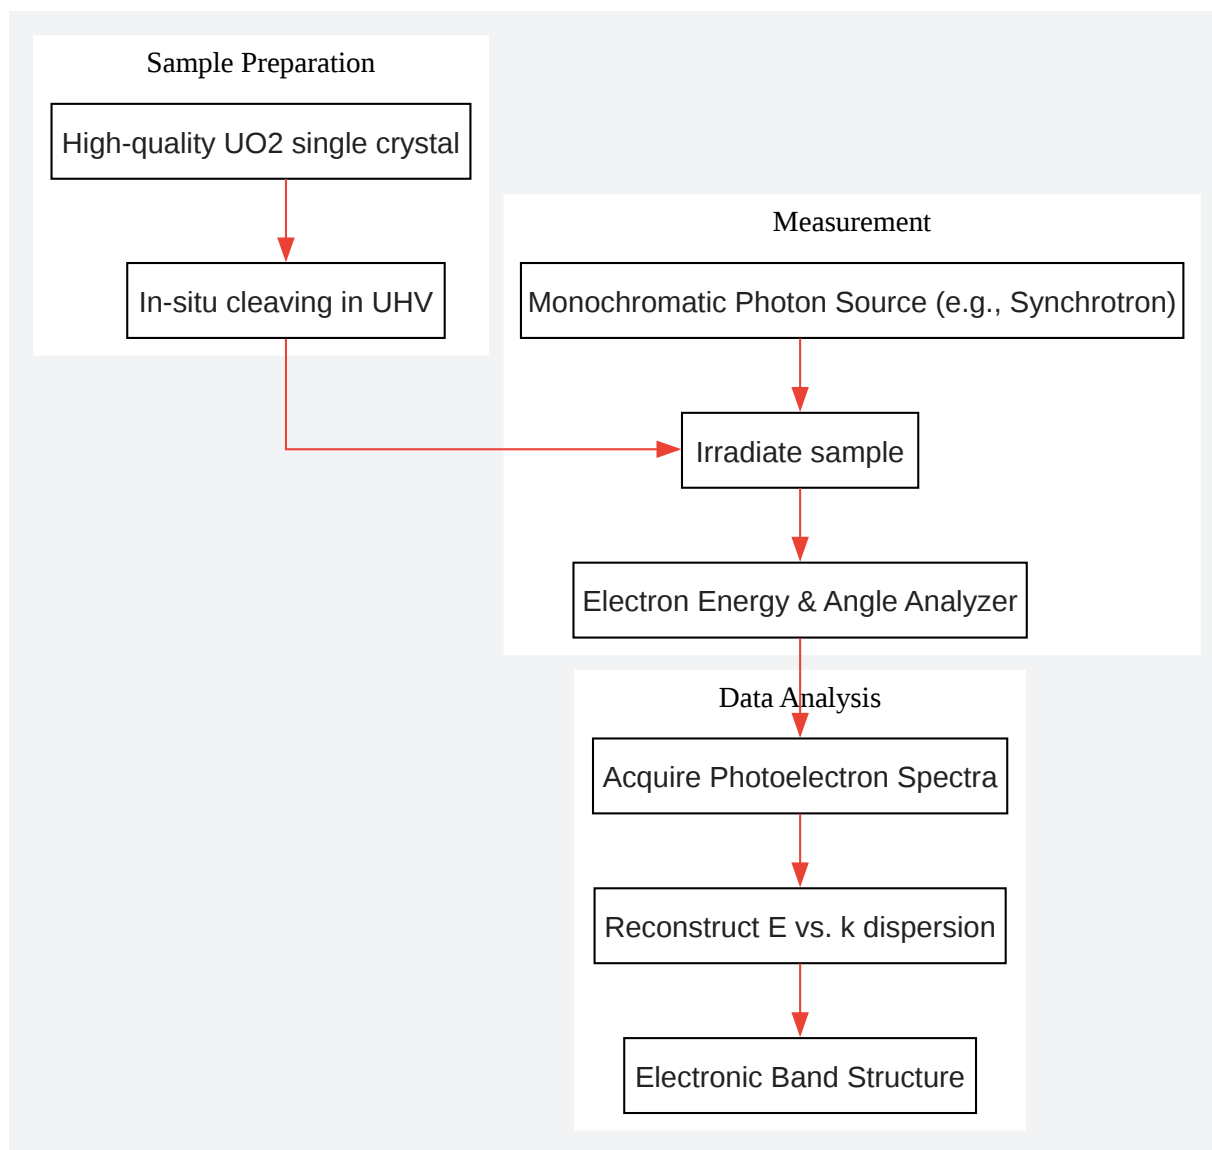 Sample Preparation
High-quality UO2 single crystal
In-situ cleaving in UHV
Measurement
Monochromatic Photon Source (e.g., Synchrotron)
Irradiate sample
Electron Energy & Angle Analyzer
Data Analysis
Acquire Photoelectron Spectra
Reconstruct E vs. k dispersion
Electronic Band Structure